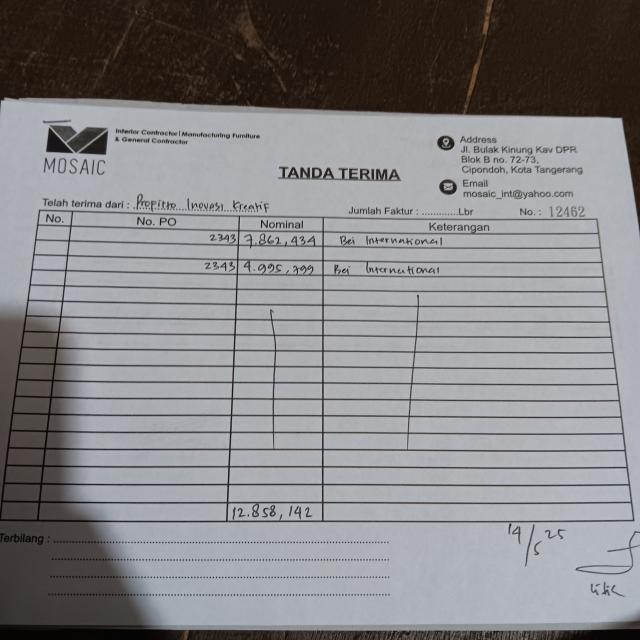 Interior Contractor | Manufacturing Furniture
& General Contractor
MOSAIC
TANDA TERIMA
Address
Jl. Bulak Kinung Kav DPR
Blok B no. 72-73,
Cipondoh, Kota Tangerang
Email
mosaic_int@yahoo.com
Telah terima dari : Propitto Inovasi Kreatif
Jumlah Faktur : ............Lbr
No. : 12462
No. No. PO Nominal Keterangan
2343 7.862,434 Bei International
2343 4.995,799 Bei International
12.858,142
Terbilang :
14/5 25